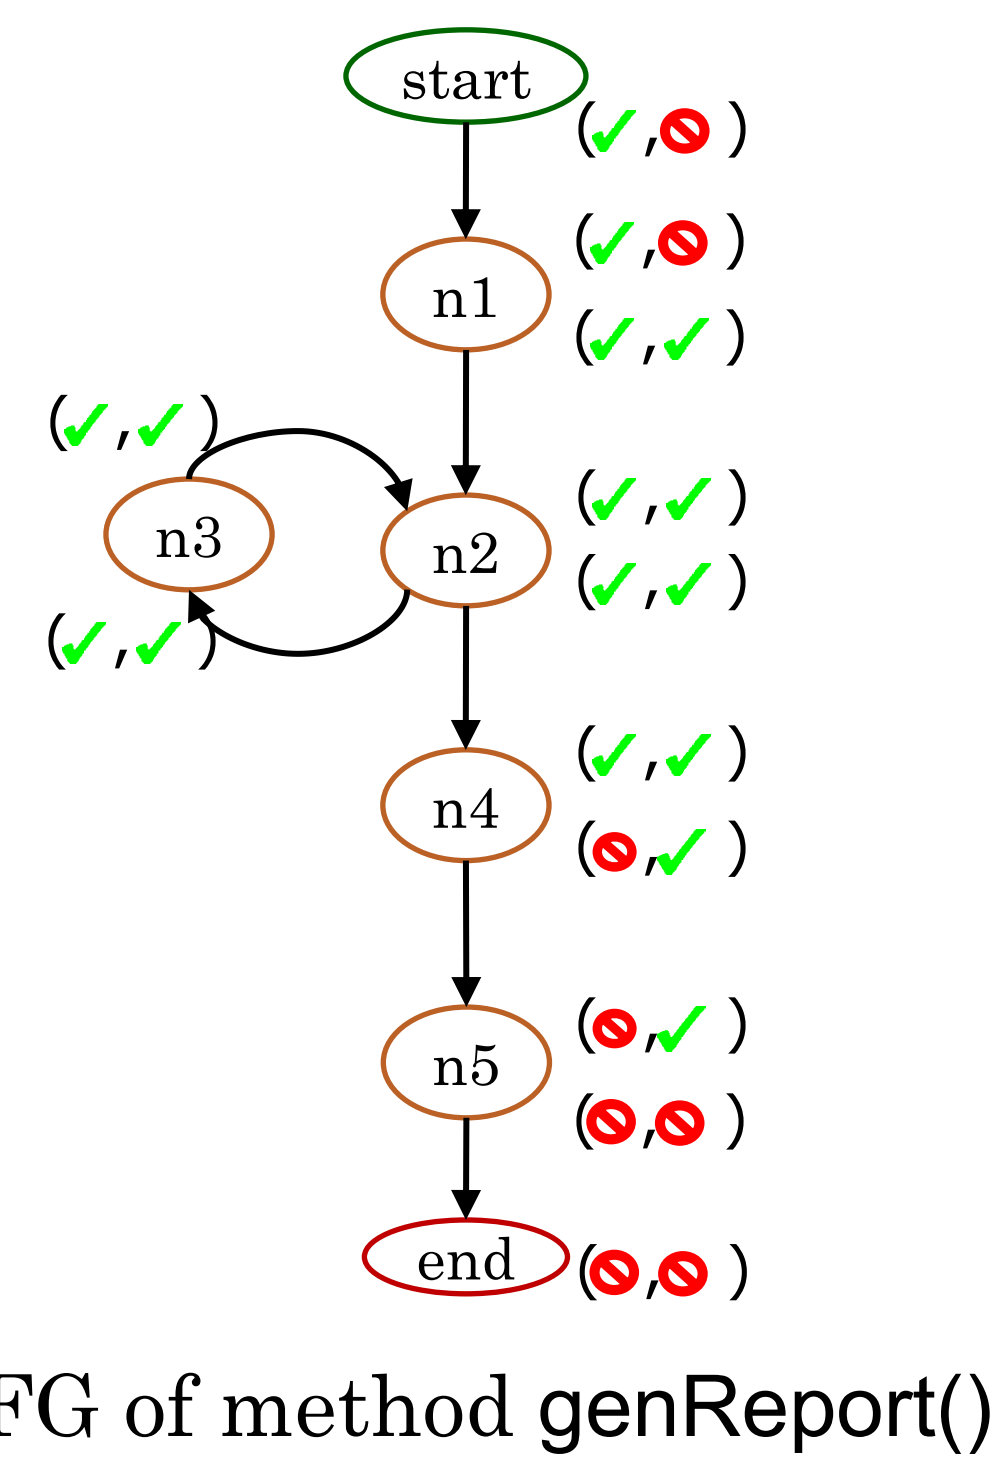 start
(✓,🚫)
(✓,🚫)
n1
(✓,✓)
(✓,✓)
n3
(✓,✓)
(✓,✓)
n2
(✓,✓)
(✓,✓)
n4
(🚫,✓)
(🚫,✓)
n5
(🚫,🚫)
end (🚫,🚫)
FG of method genReport()